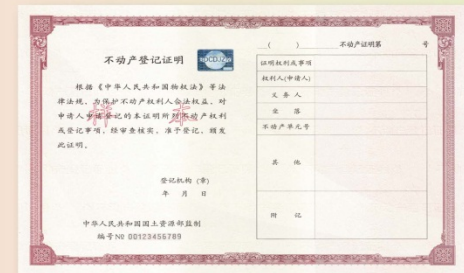 不动产登记证明
根据《中华人民共和国物权法》等法
律法规，为保护不动产权利人合法权益，对
申请人申请登记的本证明所列不动产权利
或登记事项，经审查核实，准予登记，颁发
此证明。
样本
登记机构（章）
年 月 日
中华人民共和国国土资源部监制
编号 № 00123456789
（ ） 不动产证明第 号
证明权利或事项
权利人(申请人)
义务人
坐落
不动产单元号
其他
附记